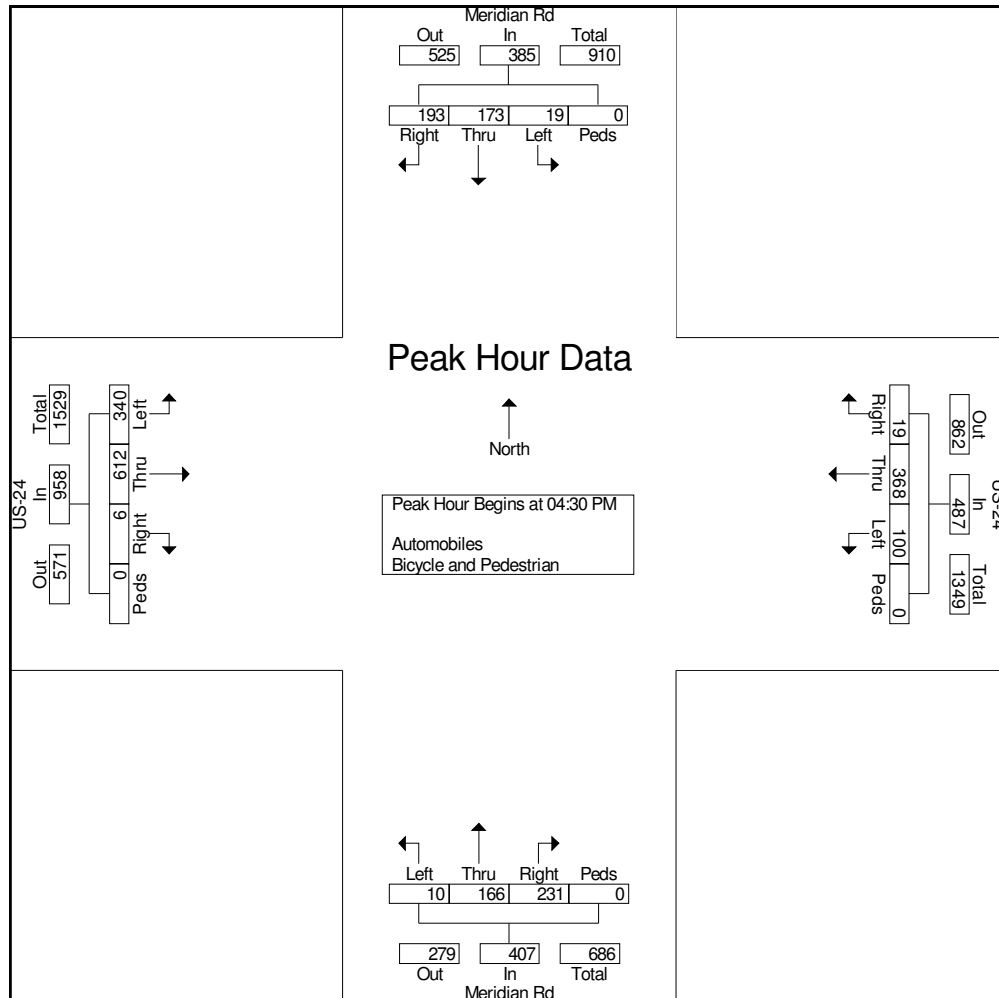 Meridian Rd
Out In Total
525 385 910
193 173 19 0
Right Thru Left Peds
Peak Hour Data
North
Peak Hour Begins at 04:30 PM
Automobiles
Bicycle and Pedestrian
US-24
Out In Total
571 958 1529
340 612 6 0
Left Thru Right Peds
US-24
Out In Total
862 487 1349
19 368 100 0
Right Thru Left Peds
Left Thru Right Peds
10 166 231 0
279 407 686
Out In Total
Meridian Rd